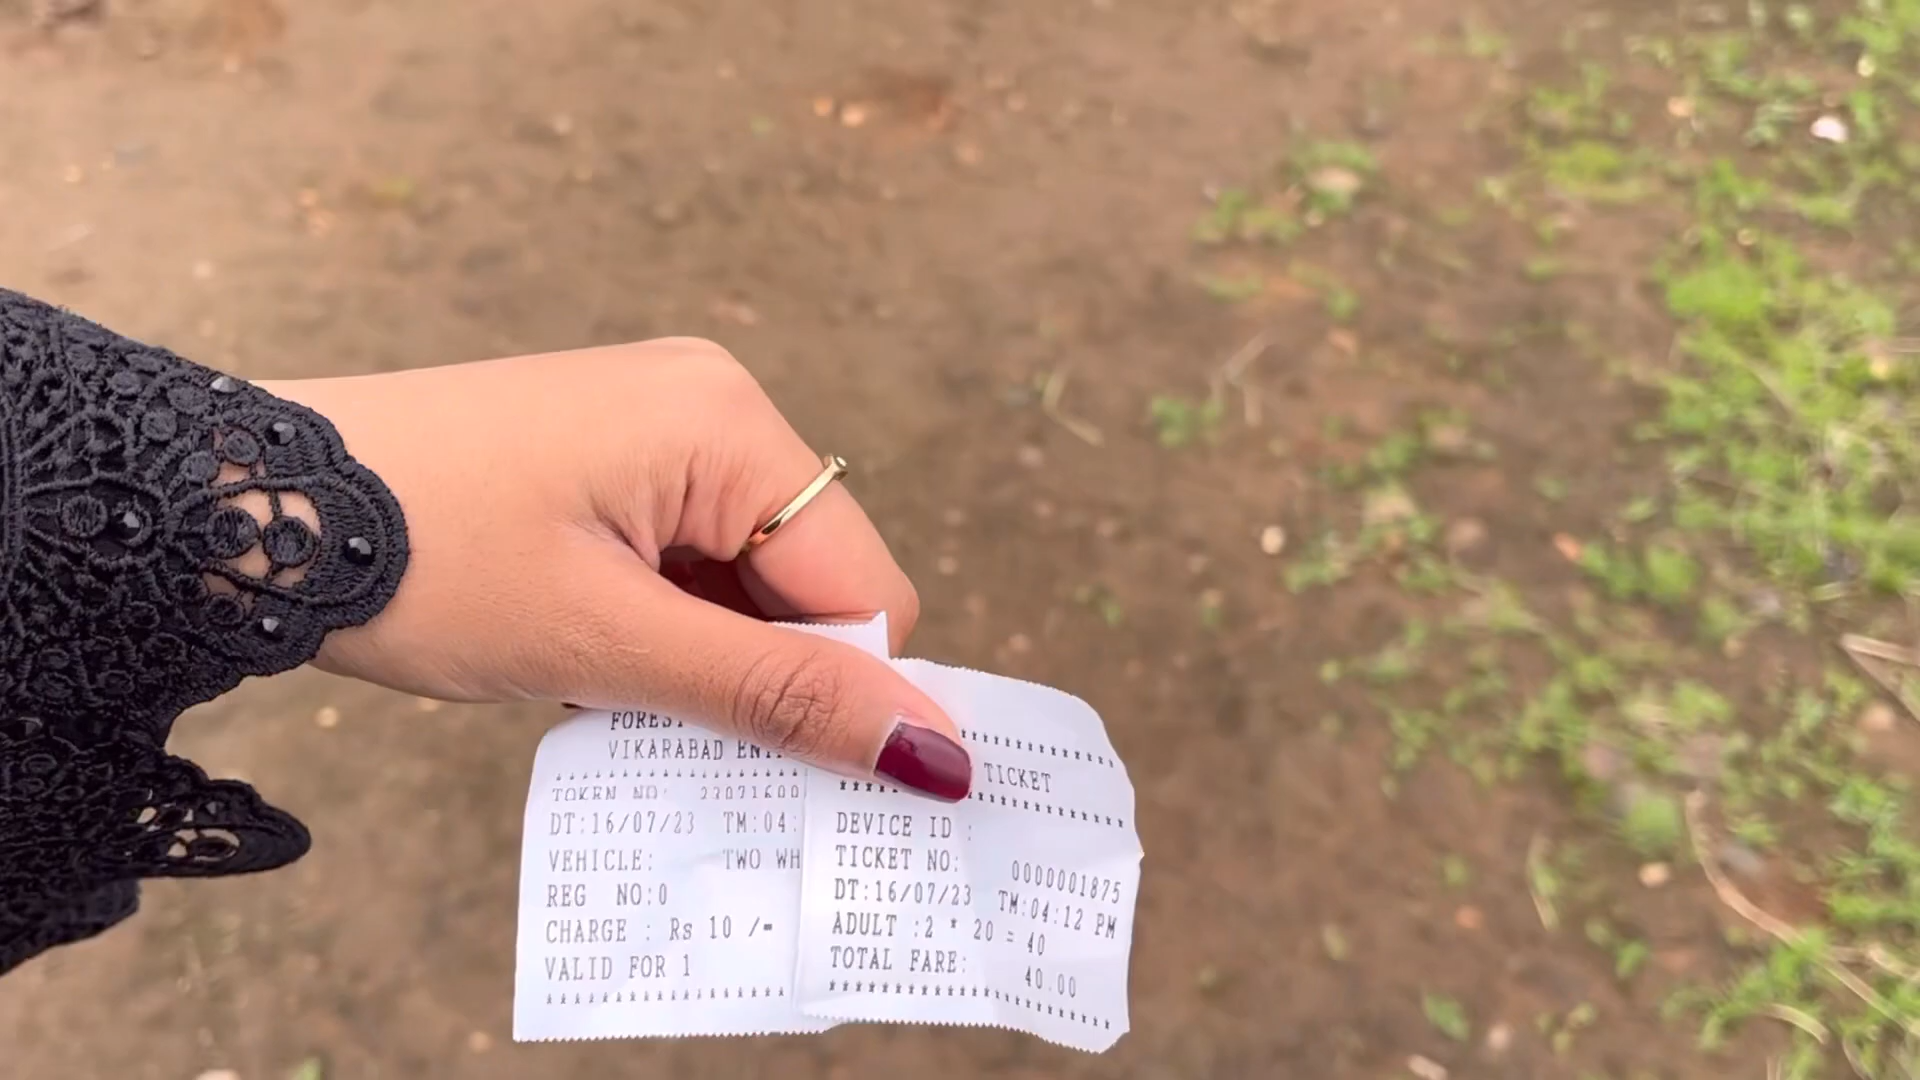 FOREST
VIKARABAD
TOKEN NO: 23071600
DT:16/07/23 TM:04:
VEHICLE: TWO WH
REG NO:0
CHARGE : Rs 10 /-
VALID FOR 1
TICKET
DEVICE ID :
TICKET NO: 0000001875
DT:16/07/23 TM:04:12 PM
ADULT :2 * 20 = 40
TOTAL FARE: 40.00